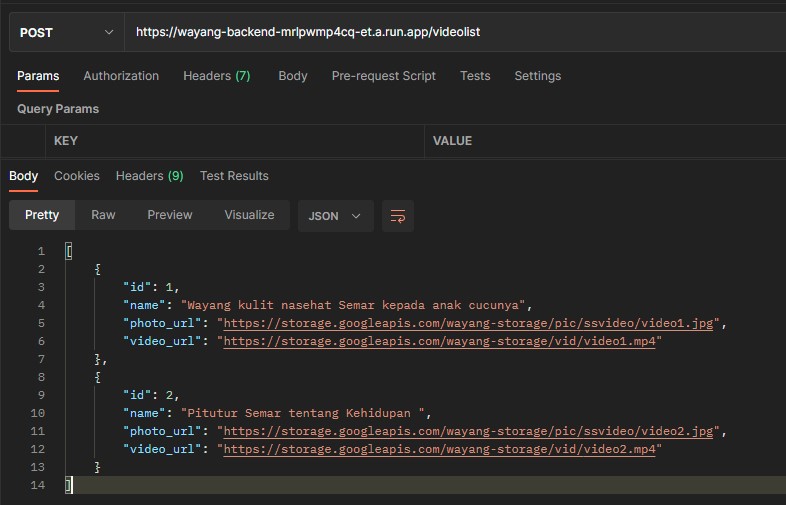 POST https://wayang-backend-mrlpwmp4cq-et.a.run.app/videolist
Params Authorization Headers (7) Body Pre-request Script Tests Settings
Query Params
KEY VALUE
Body Cookies Headers (9) Test Results
Pretty Raw Preview Visualize JSON
1 [
2 {
3 "id": 1,
4 "name": "Wayang kulit nasehat Semar kepada anak cucunya",
5 "photo_url": "https://storage.googleapis.com/wayang-storage/pic/ssvideo/video1.jpg",
6 "video_url": "https://storage.googleapis.com/wayang-storage/vid/video1.mp4"
7 },
8 {
9 "id": 2,
10 "name": "Pitutur Semar tentang Kehidupan ",
11 "photo_url": "https://storage.googleapis.com/wayang-storage/pic/ssvideo/video2.jpg",
12 "video_url": "https://storage.googleapis.com/wayang-storage/vid/video2.mp4"
13 }
14 ]